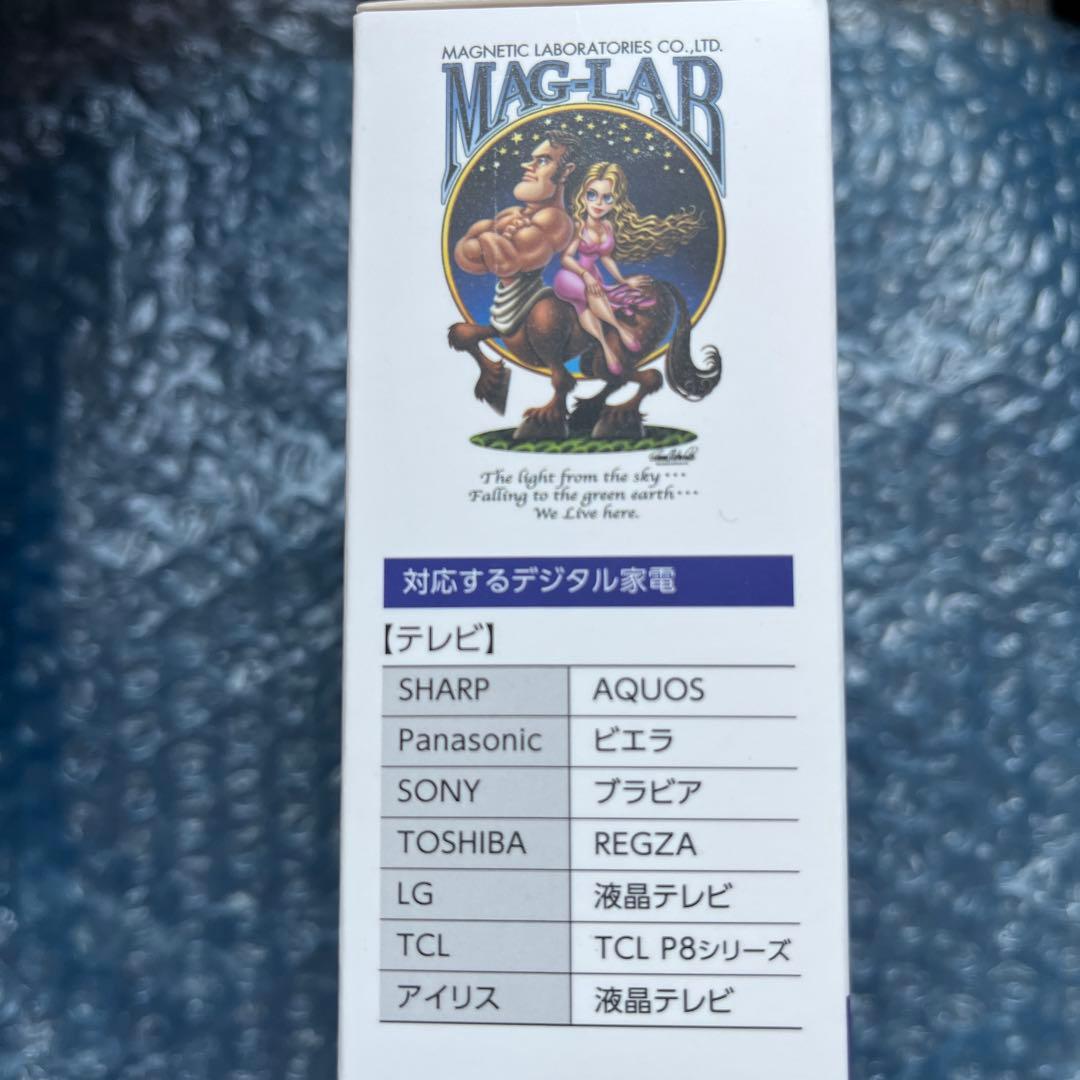 MAGNETIC LABORATORIES CO.,LTD.
MAG-LAB
The light from the sky・・・
Falling to the green earth・・・
We Live here.
対応するデジタル家電
【テレビ】
SHARP AQUOS
Panasonic ビエラ
SONY ブラビア
TOSHIBA REGZA
LG 液晶テレビ
TCL TCL P8シリーズ
アイリス 液晶テレビ